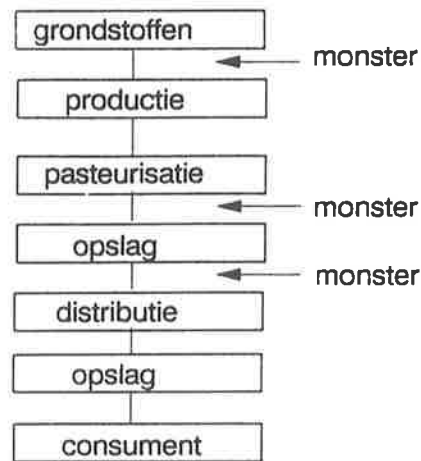 grondstoffen
monster
productie
pasteurisatie
monster
opslag
monster
distributie
opslag
consument